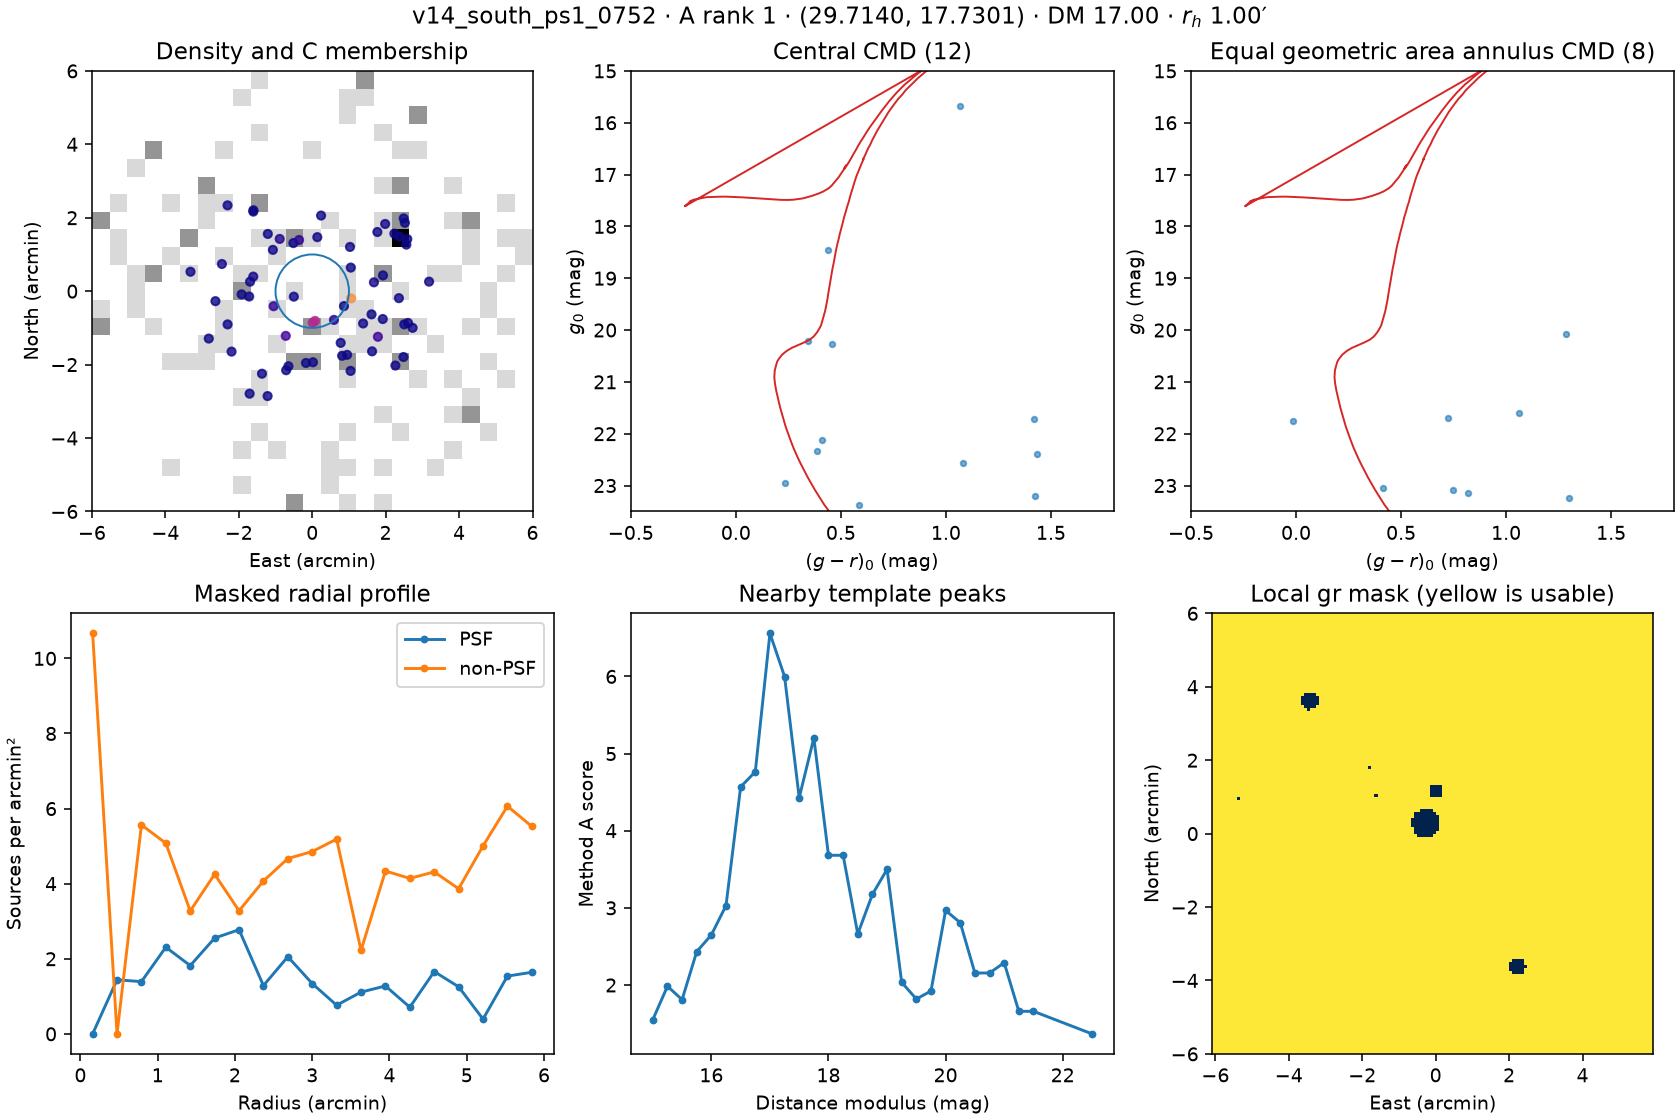 v14_south_ps1_0752 · A rank 1 · (29.7140, 17.7301) · DM 17.00 · r_h 1.00′
Density and C membership
6
4
2
0
−2
−4
−6
−6 −4 −2 0 2 4 6
North (arcmin)
East (arcmin)
Central CMD (12)
15
16
17
18
19
20
21
22
23
−0.5 0.0 0.5 1.0 1.5
g₀ (mag)
(g − r)₀ (mag)
Equal geometric area annulus CMD (8)
15
16
17
18
19
20
21
22
23
−0.5 0.0 0.5 1.0 1.5
g₀ (mag)
(g − r)₀ (mag)
Masked radial profile
PSF
non-PSF
10
8
6
4
2
0
0 1 2 3 4 5 6
Sources per arcmin²
Radius (arcmin)
Nearby template peaks
6
5
4
3
2
16 18 20 22
Method A score
Distance modulus (mag)
Local gr mask (yellow is usable)
6
4
2
0
−2
−4
−6
−6 −4 −2 0 2 4
North (arcmin)
East (arcmin)